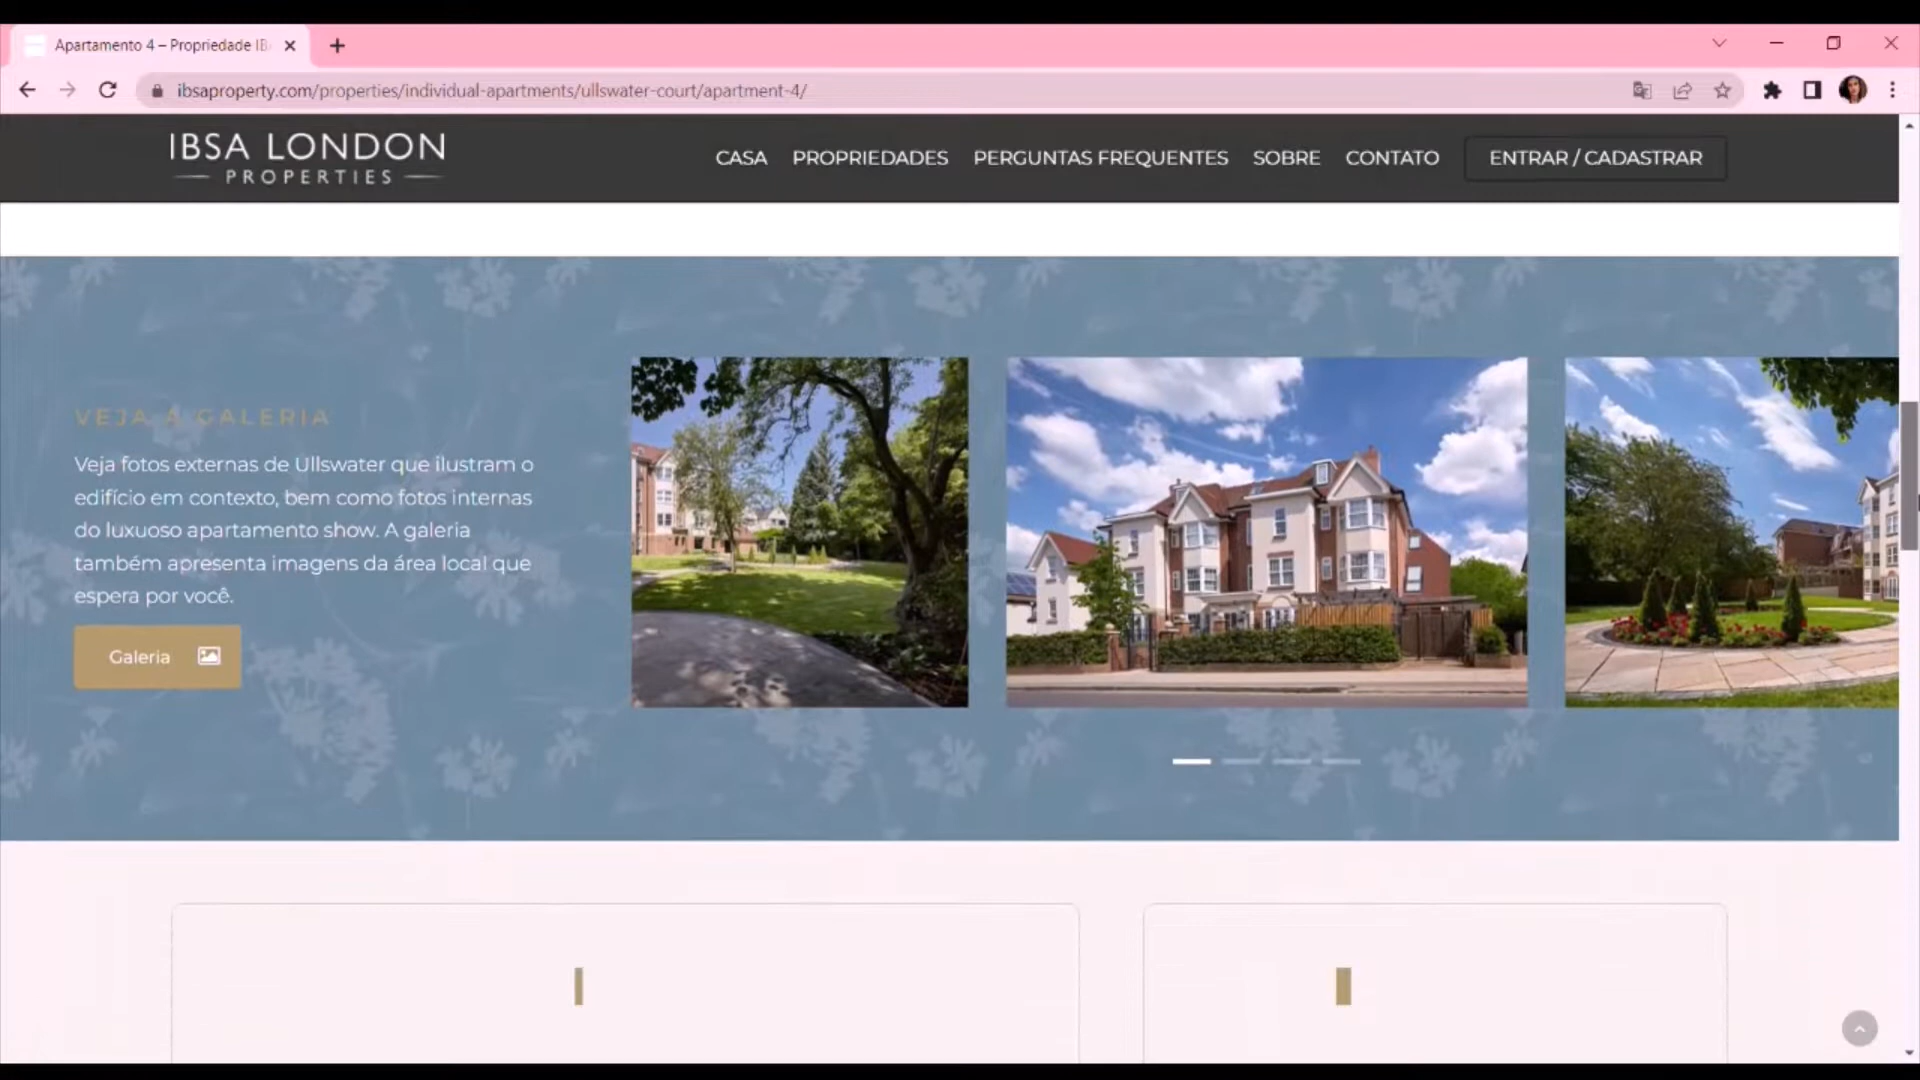 Apartamento 4 – Propriedade IB
ibsaproperty.com/properties/individual-apartments/ullswater-court/apartment-4/
IBSA LONDON
PROPERTIES
CASA PROPRIEDADES PERGUNTAS FREQUENTES SOBRE CONTATO ENTRAR / CADASTRAR
VEJA A GALERIA
Veja fotos externas de Ullswater que ilustram o
edifício em contexto, bem como fotos internas
do luxuoso apartamento show. A galeria
também apresenta imagens da área local que
espera por você.
Galeria